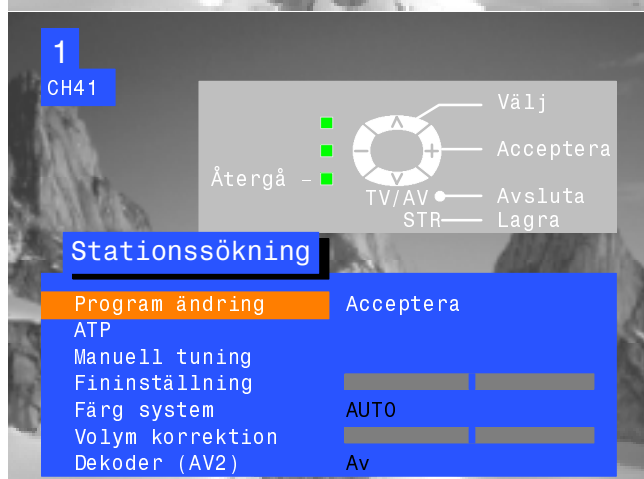 1
CH41
Välj
Acceptera
Återgå –
TV/AV Avsluta
STR Lagra
Stationssökning
Program ändring Acceptera
ATP
Manuell tuning
Fininställning
Färg system AUTO
Volym korrektion
Dekoder (AV2) Av